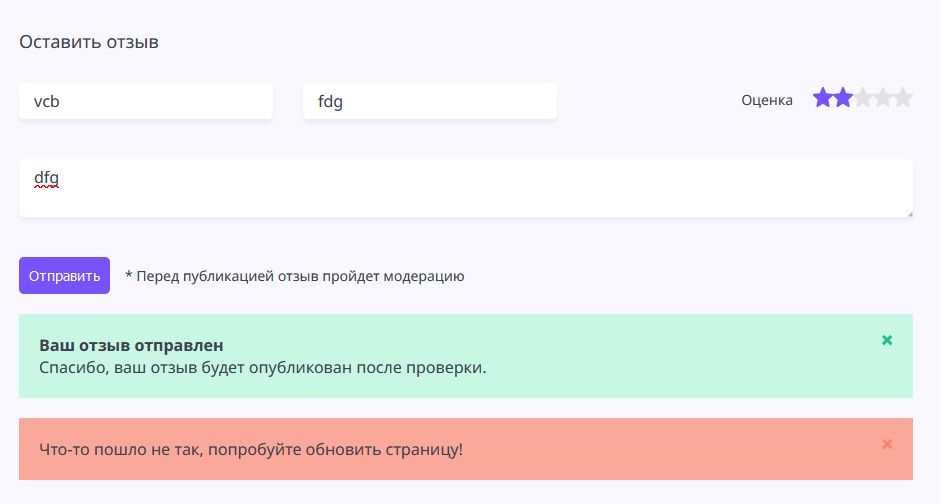 Оставить отзыв
vcb fdg Оценка
dfg
Отправить * Перед публикацией отзыв пройдет модерацию
Ваш отзыв отправлен
Спасибо, ваш отзыв будет опубликован после проверки.
Что-то пошло не так, попробуйте обновить страницу!